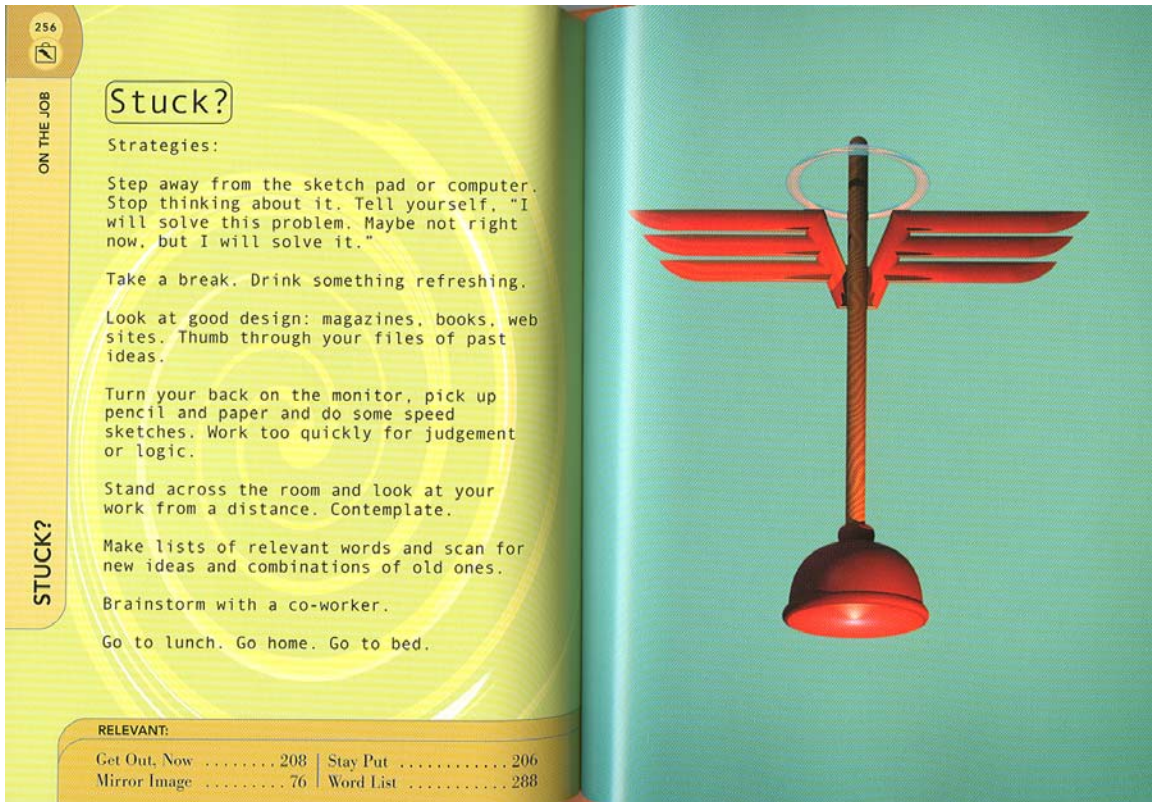 256
ON THE JOB
STUCK?
Stuck?
Strategies:
Step away from the sketch pad or computer.
Stop thinking about it. Tell yourself, "I
will solve this problem. Maybe not right
now, but I will solve it."
Take a break. Drink something refreshing.
Look at good design: magazines, books, web
sites. Thumb through your files of past
ideas.
Turn your back on the monitor, pick up
pencil and paper and do some speed
sketches. Work too quickly for judgement
or logic.
Stand across the room and look at your
work from a distance. Contemplate.
Make lists of relevant words and scan for
new ideas and combinations of old ones.
Brainstorm with a co-worker.
Go to lunch. Go home. Go to bed.
RELEVANT:
Get Out, Now ........ 208 | Stay Put ............ 206
Mirror Image ......... 76 | Word List ........... 288